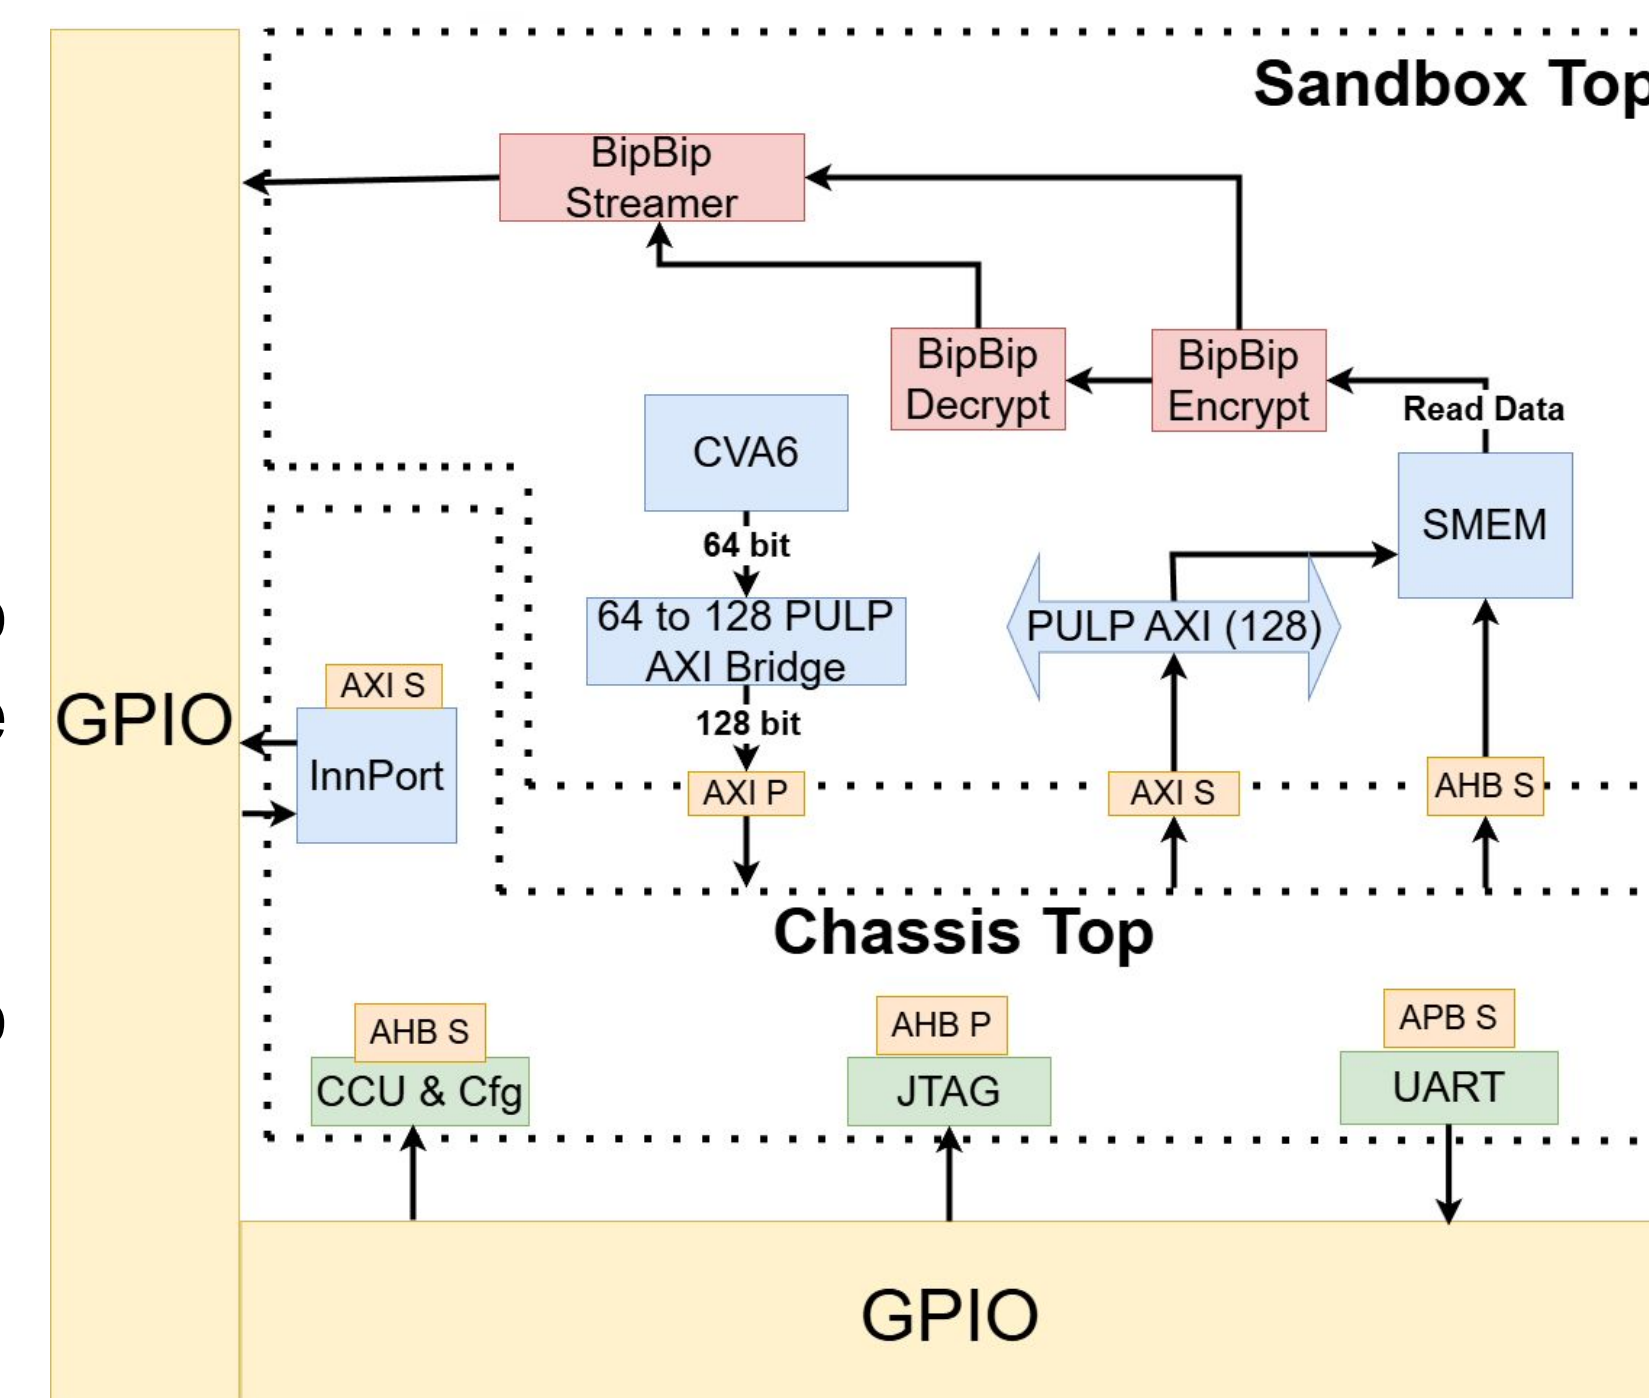 Sandbox Top
BipBip
Streamer
BipBip
Decrypt
BipBip
Encrypt
Read Data
CVA6
SMEM
64 bit
64 to 128 PULP
AXI Bridge
PULP AXI (128)
128 bit
GPIO
AXI S
InnPort
AXI P
AXI S
AHB S
Chassis Top
AHB S
CCU & Cfg
AHB P
JTAG
APB S
UART
GPIO